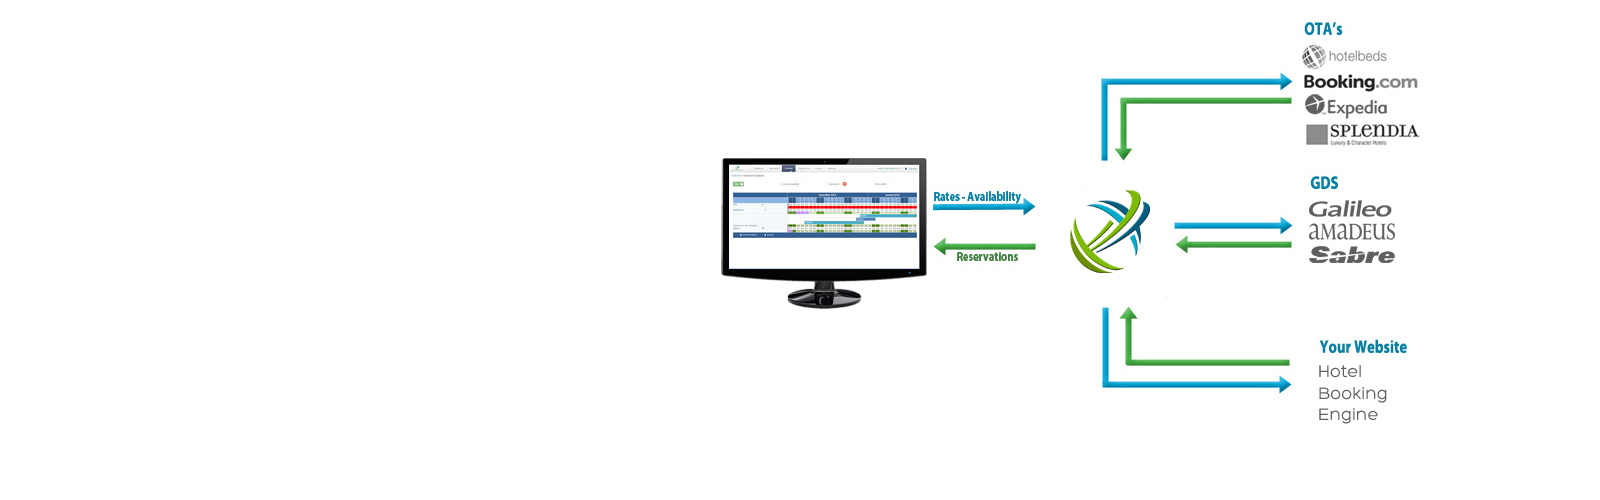 OTA's
hotelbeds
Booking.com
Expedia
SPLENDIA
Luxury & Character Hotels
Rates - Availability
Reservations
GDS
Galileo
AMADEUS
Sabre
Your Website
Hotel
Booking
Engine